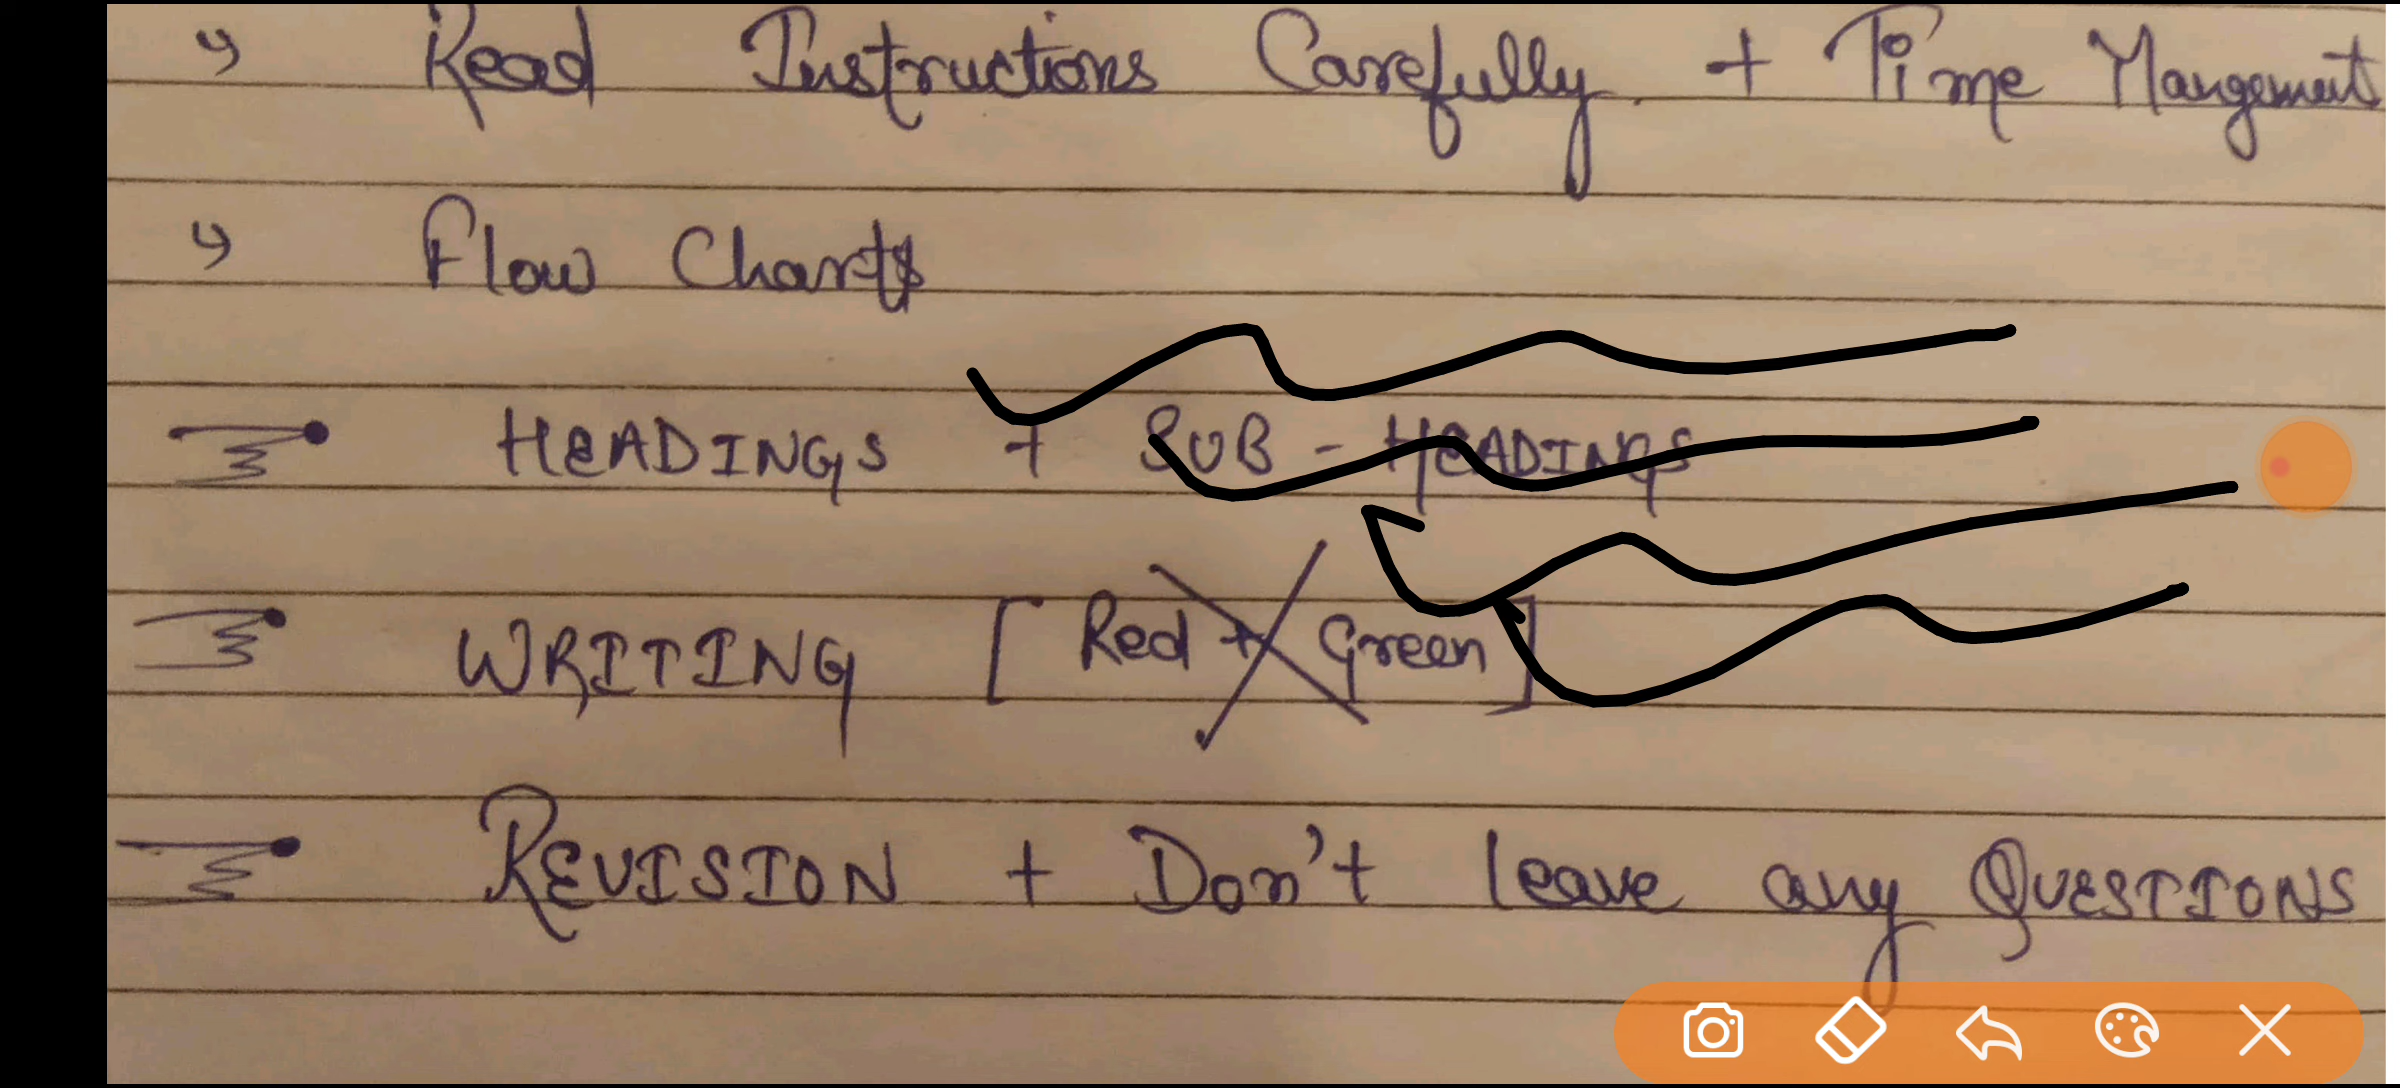 Read Instructions Carefully. + Time Mangement
Flow Charts
HEADINGS + SUB - HEADINGS
WRITING [Red + Green]
REVISION + Don't leave any QUESTIONS